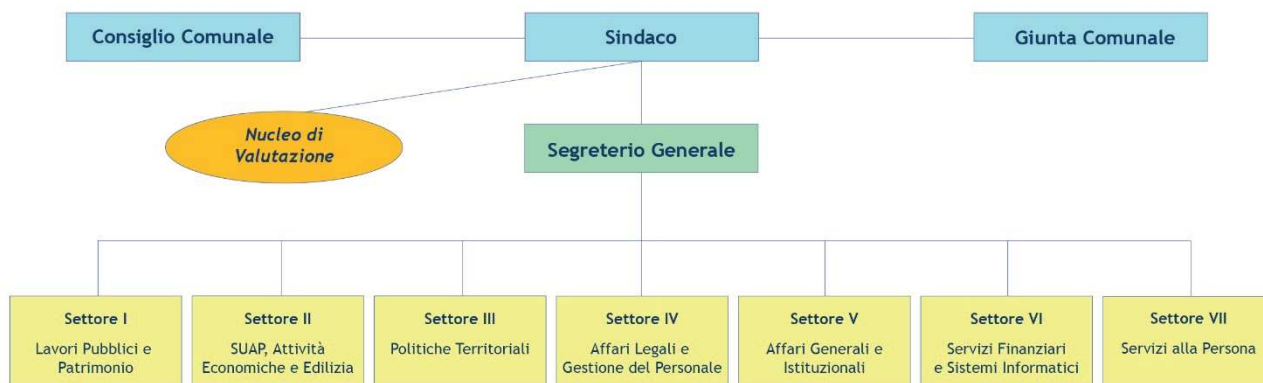 Consiglio Comunale
Sindaco
Giunta Comunale
Nucleo di
Valutazione
Segreterio Generale
Settore I
Lavori Pubblici e
Patrimonio
Settore II
SUAP, Attività
Economiche e Edilizia
Settore III
Politiche Territoriali
Settore IV
Affari Legali e
Gestione del Personale
Settore V
Affari Generali e
Istituzionali
Settore VI
Servizi Finanziari
e Sistemi Informatici
Settore VII
Servizi alla Persona